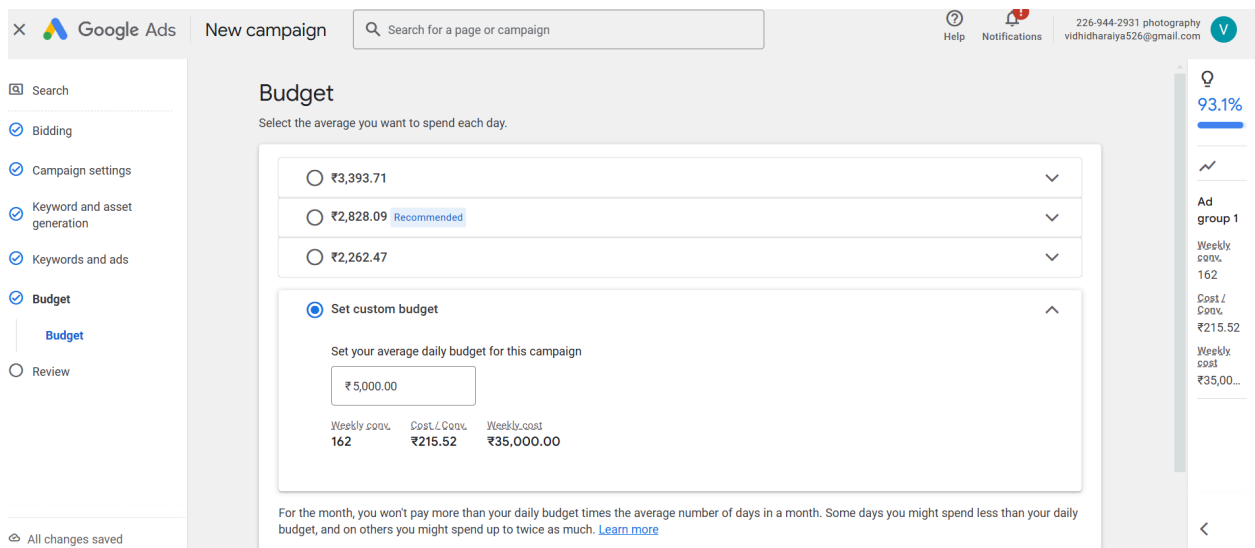 Google Ads
New campaign
Search for a page or campaign
Help
Notifications
226-944-2931 photography
vidhidharaiya526@gmail.com
V
Search
Bidding
Campaign settings
Keyword and asset
generation
Keywords and ads
Budget
Budget
Review
All changes saved
Budget
Select the average you want to spend each day.
₹3,393.71
₹2,828.09 Recommended
₹2,262.47
Set custom budget
Set your average daily budget for this campaign
₹ 5,000.00
Weekly conv. Cost / Conv. Weekly cost
162 ₹215.52 ₹35,000.00
For the month, you won't pay more than your daily budget times the average number of days in a month. Some days you might spend less than your daily
budget, and on others you might spend up to twice as much. Learn more
93.1%
Ad
group 1
Weekly
conv.
162
Cost /
Conv.
₹215.52
Weekly
cost
₹35,00...